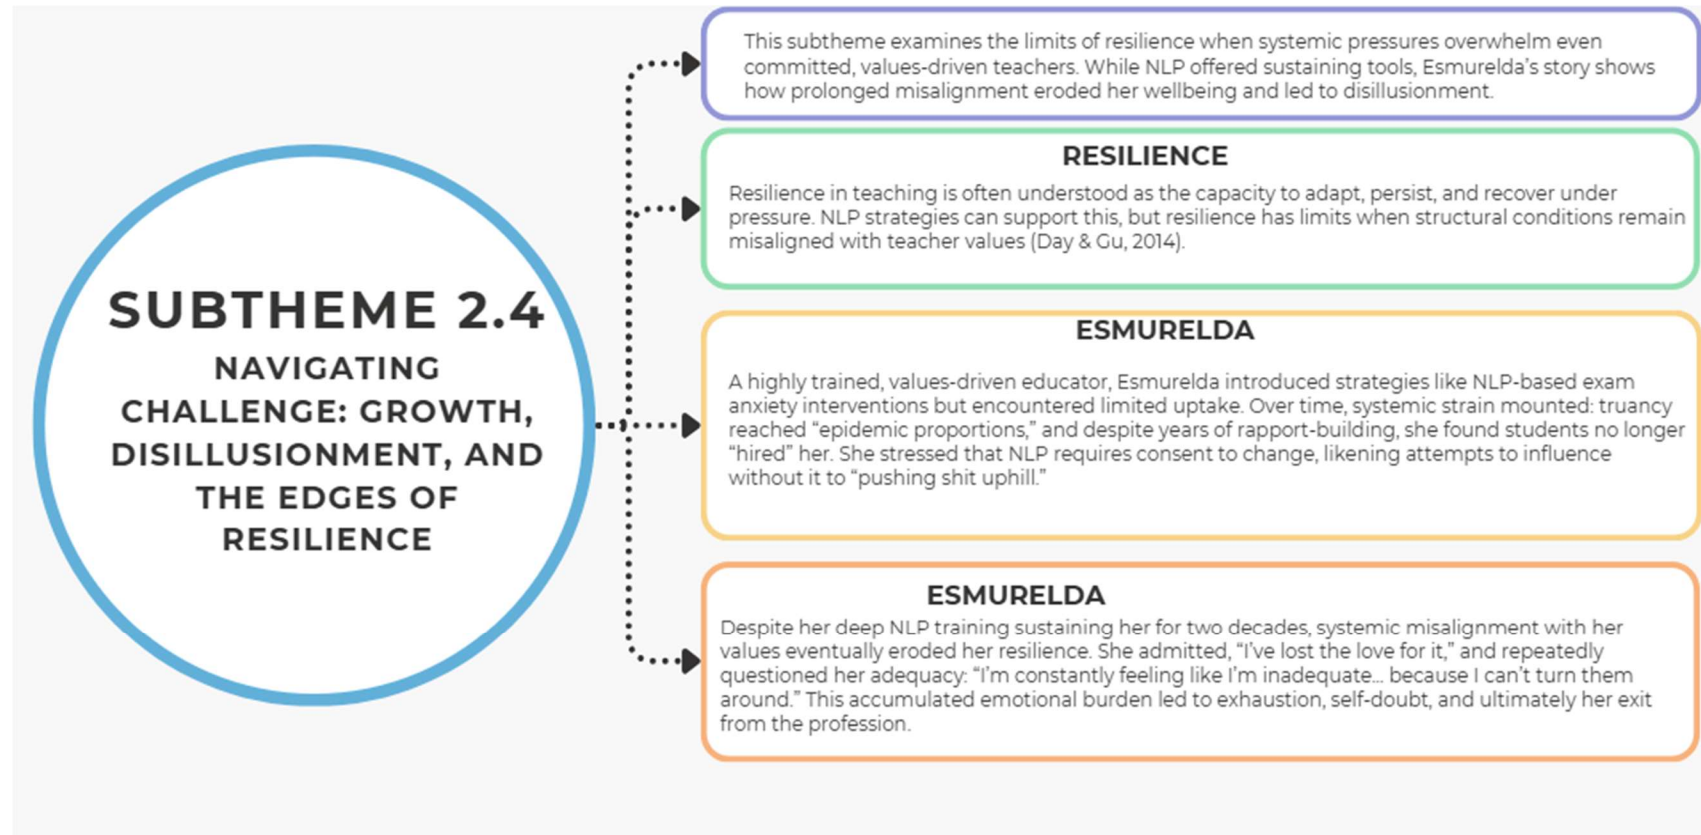 SUBTHEME 2.4
NAVIGATING
CHALLENGE: GROWTH,
DISILLUSIONMENT, AND
THE EDGES OF
RESILIENCE
This subtheme examines the limits of resilience when systemic pressures overwhelm even
committed, values-driven teachers. While NLP offered sustaining tools, Esmurelda’s story shows
how prolonged misalignment eroded her wellbeing and led to disillusionment.
RESILIENCE
Resilience in teaching is often understood as the capacity to adapt, persist, and recover under
pressure. NLP strategies can support this, but resilience has limits when structural conditions remain
misaligned with teacher values (Day & Gu, 2014).
ESMURELDA
A highly trained, values-driven educator, Esmurelda introduced strategies like NLP-based exam
anxiety interventions but encountered limited uptake. Over time, systemic strain mounted: truancy
reached “epidemic proportions,” and despite years of rapport-building, she found students no longer
“hired” her. She stressed that NLP requires consent to change, likening attempts to influence
without it to “pushing shit uphill.”
ESMURELDA
Despite her deep NLP training sustaining her for two decades, systemic misalignment with her
values eventually eroded her resilience. She admitted, “I’ve lost the love for it,” and repeatedly
questioned her adequacy: “I’m constantly feeling like I’m inadequate... because I can’t turn them
around.” This accumulated emotional burden led to exhaustion, self-doubt, and ultimately her exit
from the profession.